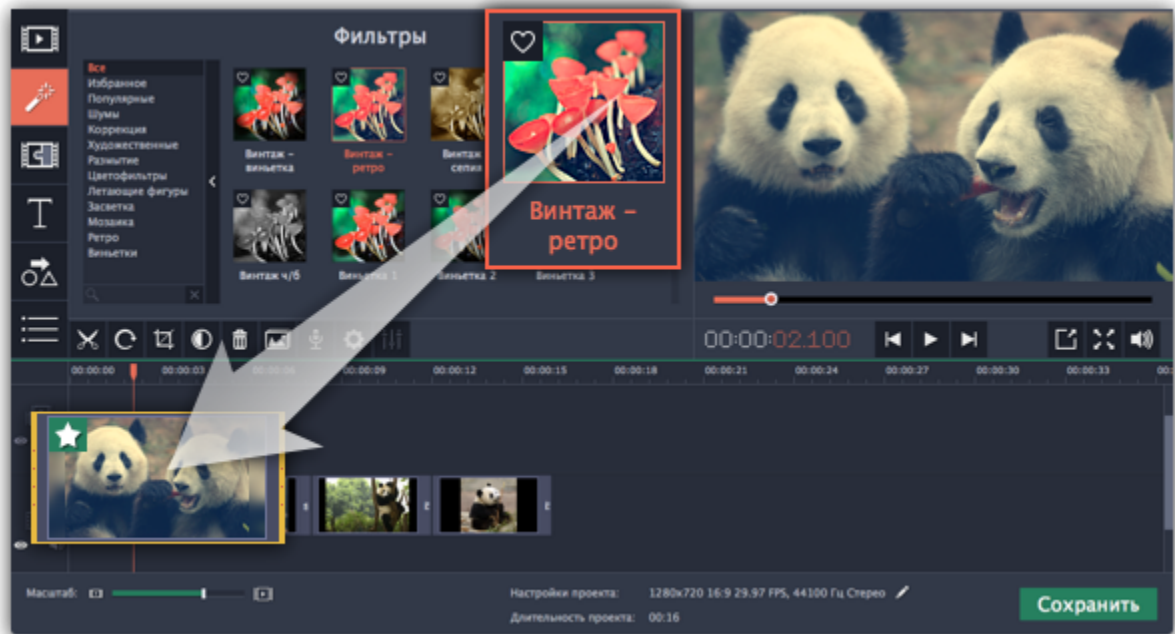 Фильтры
Все
Избранное
Популярные
Шумы
Коррекция
Художественные
Размытие
Цветофильтры
Летающие фигуры
Засветка
Мозаика
Ретро
Виньетки
Винтаж –
виньетка
Винтаж –
ретро
Винтаж
сепия
Винтаж –
ретро
Винтаж ч/б
Виньетка 1
Виньетка 2
Виньетка 3
00:00:02.100
00:00:00
00:00:03
00:00:06
00:00:09
00:00:12
00:00:15
00:00:18
00:00:21
00:00:24
00:00:27
00:00:30
00:00:33
Масштаб:
Настройки проекта: 1280x720 16:9 29.97 FPS, 44100 Гц Стерео
Длительность проекта: 00:16
Сохранить